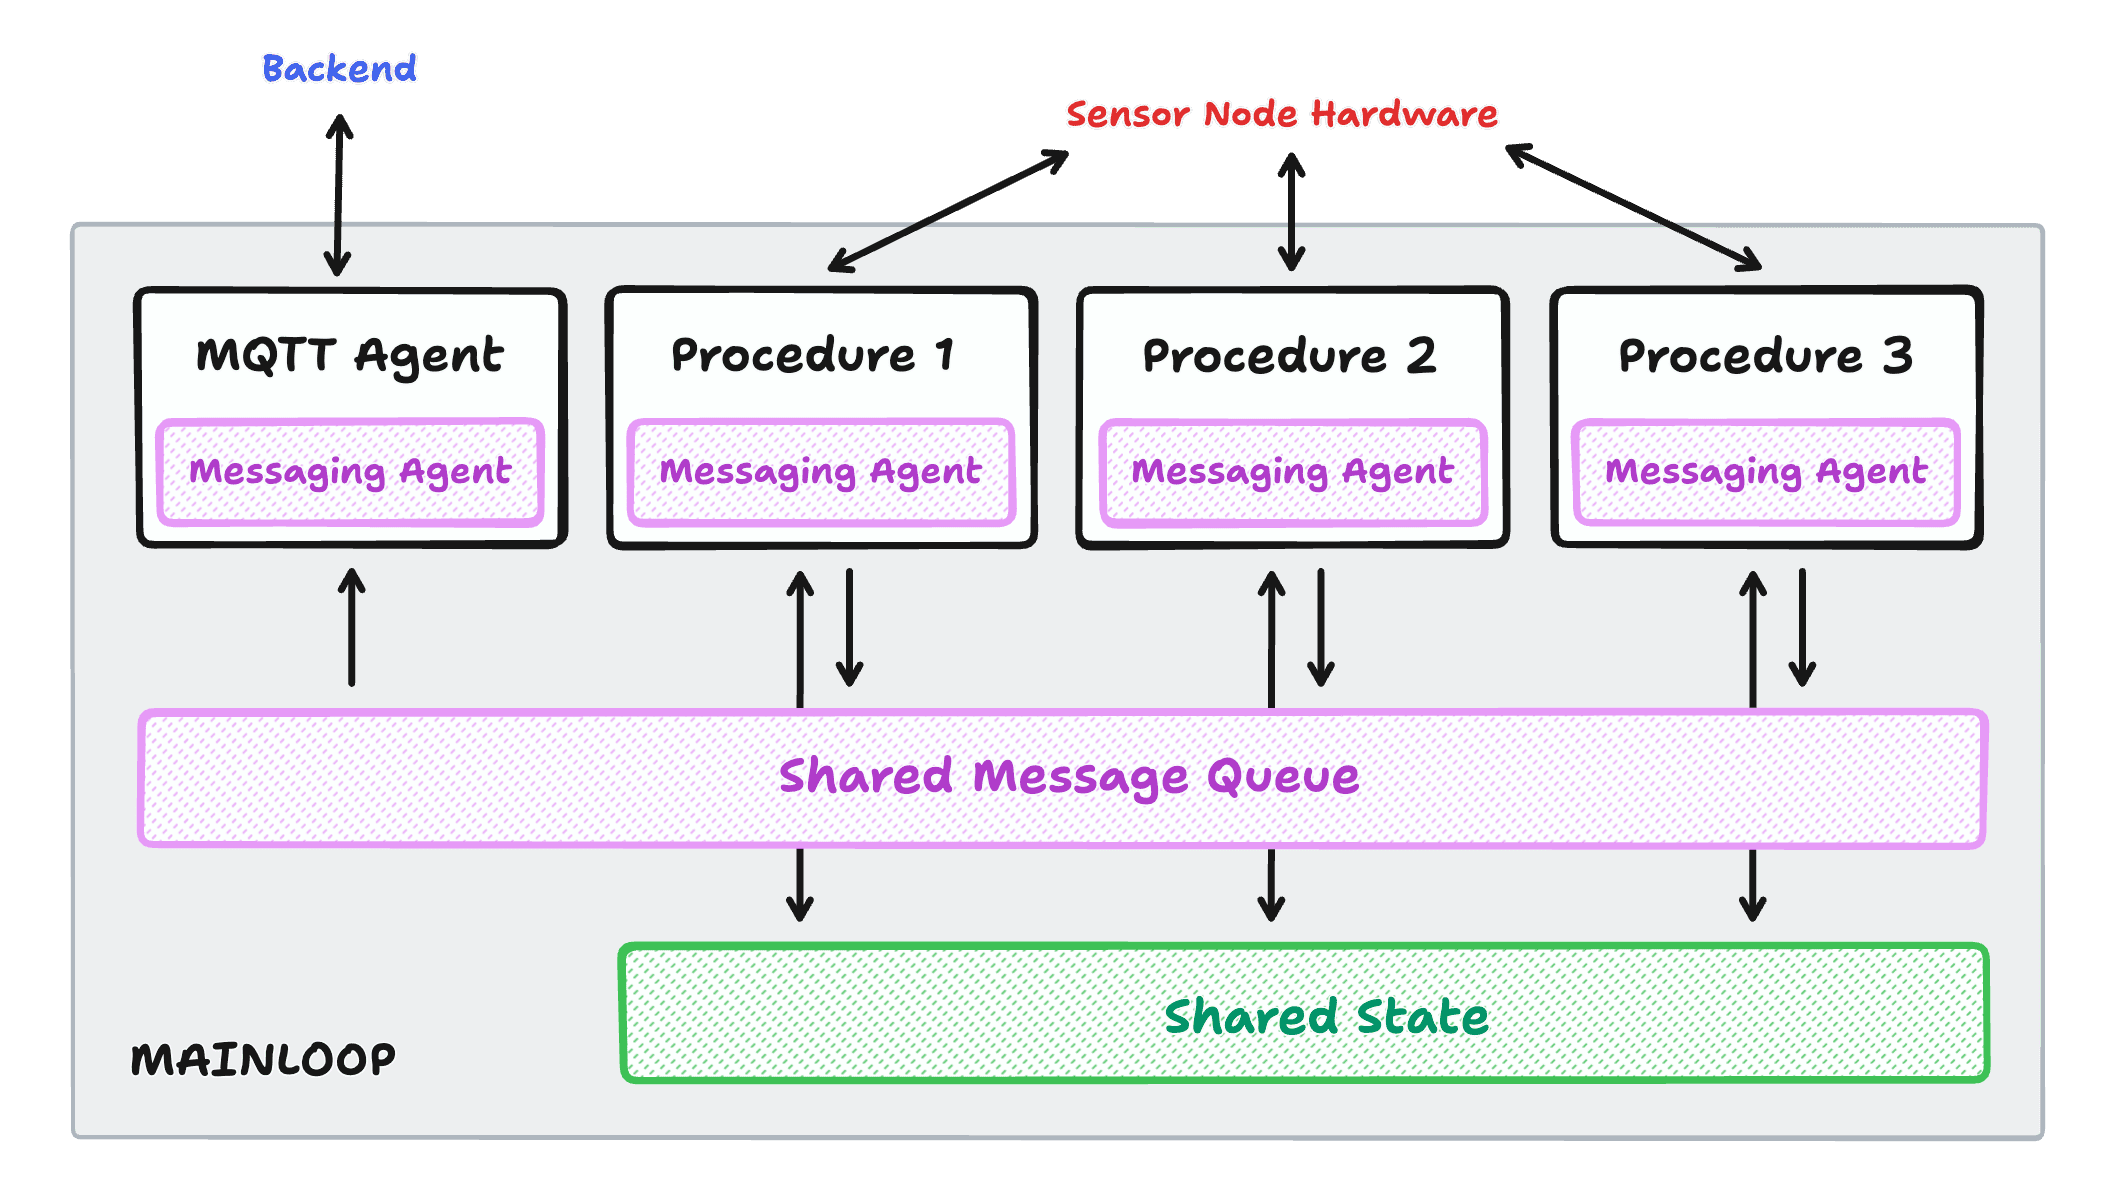 Backend
Sensor Node Hardware
MQTT Agent
Messaging Agent
Procedure 1
Messaging Agent
Procedure 2
Messaging Agent
Procedure 3
Messaging Agent
Shared Message Queue
Shared State
MAINLOOP